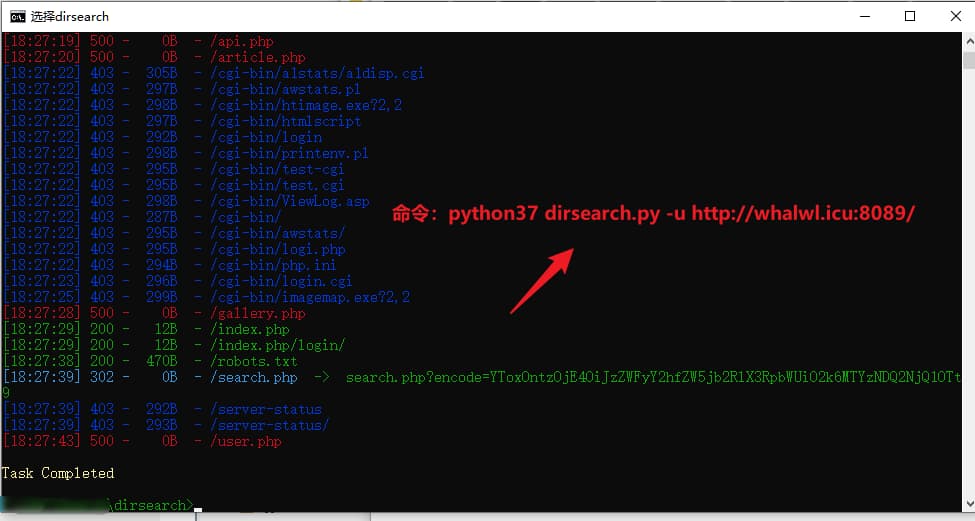 选择dirsearch
[18:27:19] 500 -    0B  - /api.php
[18:27:20] 500 -    0B  - /article.php
[18:27:22] 403 -  305B  - /cgi-bin/alstats/aldisp.cgi
[18:27:22] 403 -  297B  - /cgi-bin/awstats.pl
[18:27:22] 403 -  298B  - /cgi-bin/htimage.exe?2,2
[18:27:22] 403 -  297B  - /cgi-bin/htmlscript
[18:27:22] 403 -  292B  - /cgi-bin/login
[18:27:22] 403 -  298B  - /cgi-bin/printenv.pl
[18:27:22] 403 -  295B  - /cgi-bin/test-cgi
[18:27:22] 403 -  295B  - /cgi-bin/test.cgi
[18:27:22] 403 -  298B  - /cgi-bin/ViewLog.asp
[18:27:22] 403 -  287B  - /cgi-bin/
命令：python37 dirsearch.py -u http://whalwl.icu:8089/
[18:27:22] 403 -  295B  - /cgi-bin/awstats/
[18:27:22] 403 -  295B  - /cgi-bin/logi.php
[18:27:22] 403 -  294B  - /cgi-bin/php.ini
[18:27:23] 403 -  296B  - /cgi-bin/login.cgi
[18:27:25] 403 -  299B  - /cgi-bin/imagemap.exe?2,2
[18:27:28] 500 -    0B  - /gallery.php
[18:27:29] 200 -   12B  - /index.php
[18:27:29] 200 -   12B  - /index.php/login/
[18:27:38] 200 -  470B  - /robots.txt
[18:27:39] 302 -    0B  - /search.php  ->  search.php?encode=YToxOntzOjE4OiJzZWFyY2hfZW5jb2RlX3RpbWUiO2k6MTYzNDQ2NjQ1OTt
9
[18:27:39] 403 -  292B  - /server-status
[18:27:39] 403 -  293B  - /server-status/
[18:27:43] 500 -    0B  - /user.php
Task Completed
\dirsearch>